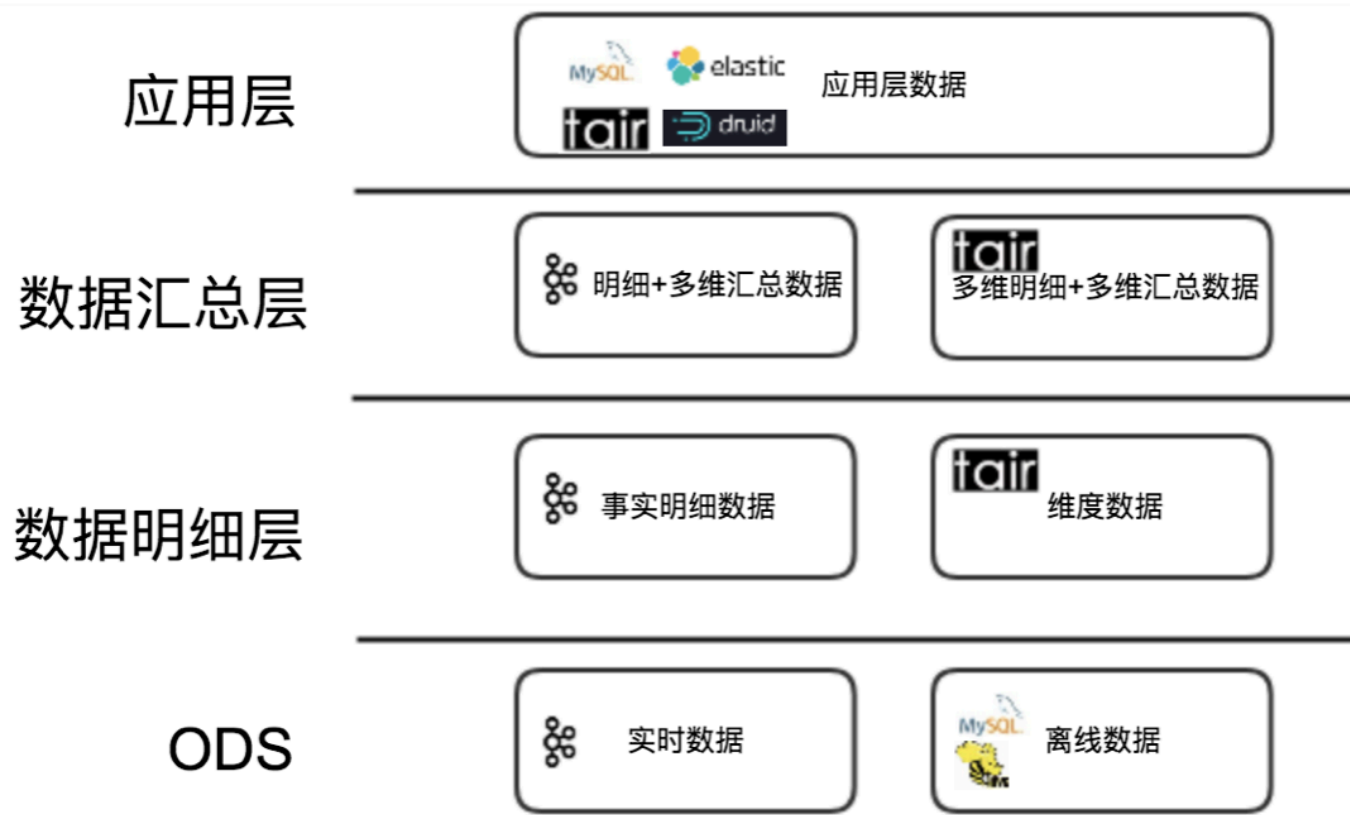 应用层
MySQL
elastic
应用层数据
tair
druid
数据汇总层
明细+多维汇总数据
tair
多维明细+多维汇总数据
数据明细层
事实明细数据
tair
维度数据
ODS
实时数据
MySQL
离线数据